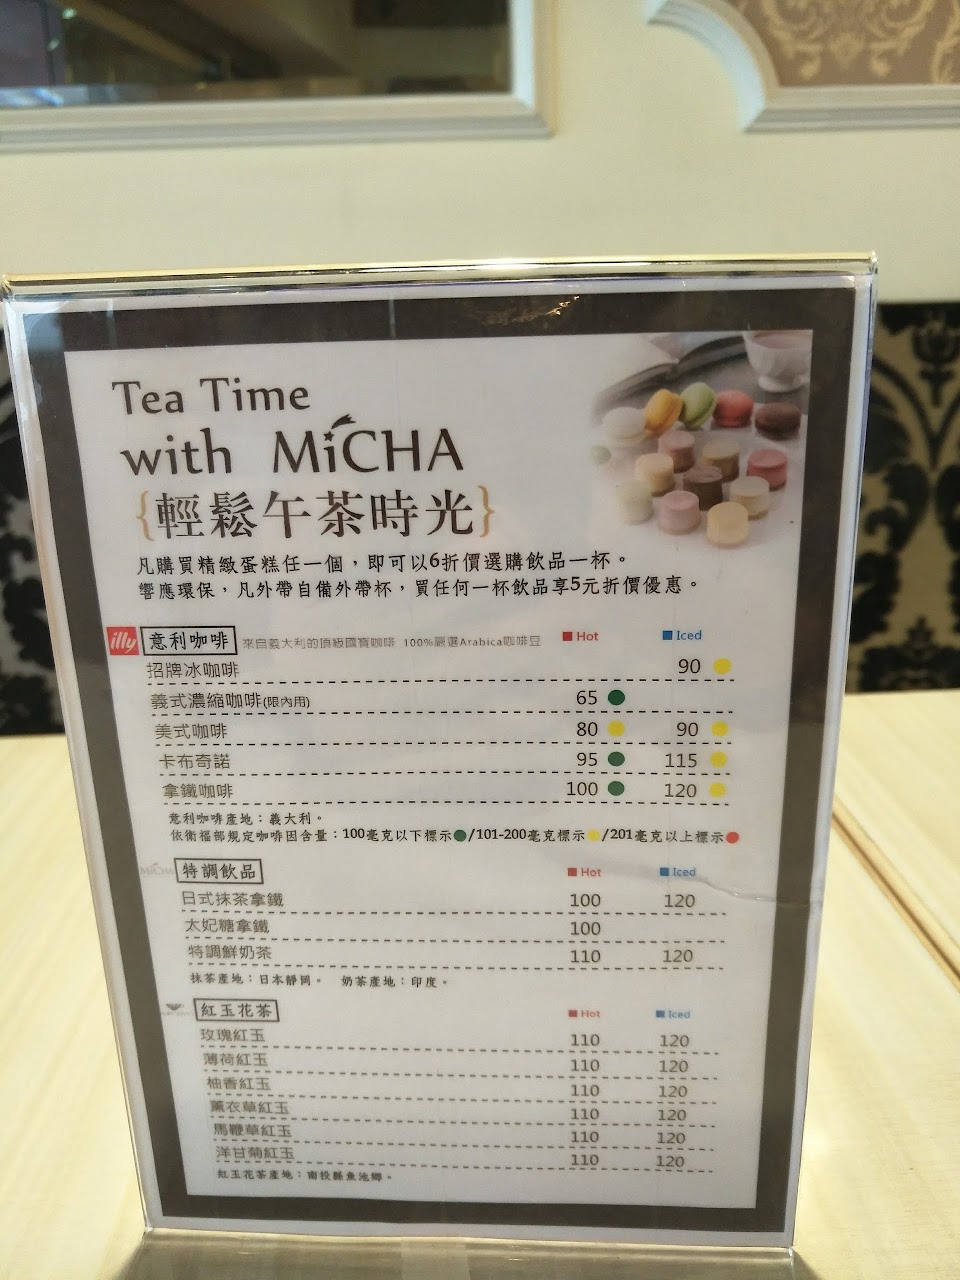 Tea Time
with MiCHA
{輕鬆午茶時光}
凡購買精緻蛋糕任一個，即可以6折價選購飲品一杯。
響應環保，凡外帶自備外帶杯，買任何一杯飲品享5元折價優惠。
illy 意利咖啡 來自義大利的頂級國寶咖啡 100%嚴選Arabica咖啡豆 Hot Iced
招牌冰咖啡 90
義式濃縮咖啡(限內用) 65
美式咖啡 80 90
卡布奇諾 95 115
拿鐵咖啡 100 120
意利咖啡產地：義大利。
依衛福部規定咖啡因含量：100毫克以下標示/101-200毫克標示/201毫克以上標示
MiCHA 特調飲品 Hot Iced
日式抹茶拿鐵 100 120
太妃糖拿鐵 100
特調鮮奶茶 110 120
抹茶產地：日本靜岡。 奶茶產地：印度。
紅玉花茶 Hot Iced
玫瑰紅玉 110 120
薄荷紅玉 110 120
柚香紅玉 110 120
薰衣草紅玉 110 120
馬鞭草紅玉 110 120
洋甘菊紅玉 110 120
紅玉花茶產地：南投縣魚池鄉。